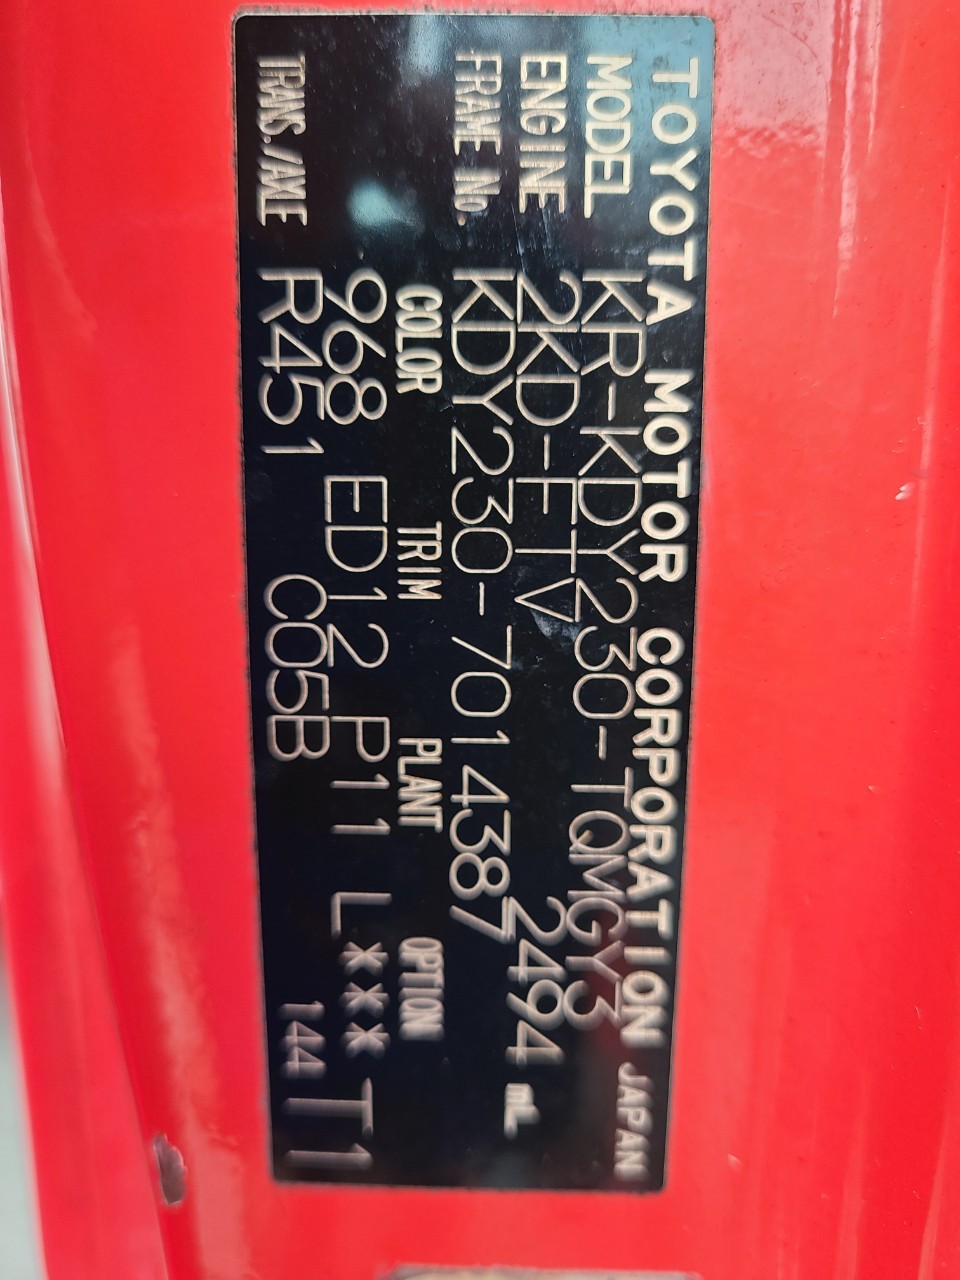 TOYOTA MOTOR CORPORATION JAPAN
MODEL KR-KDY230-TQMGY3
ENGINE 2KD-FTV 2494 mL
FRAME No. KDY230-7014387
COLOR TRIM PLANT OPTION
968 ED12 P11 L*** T1
TRANS./AXE R451 C05B 144